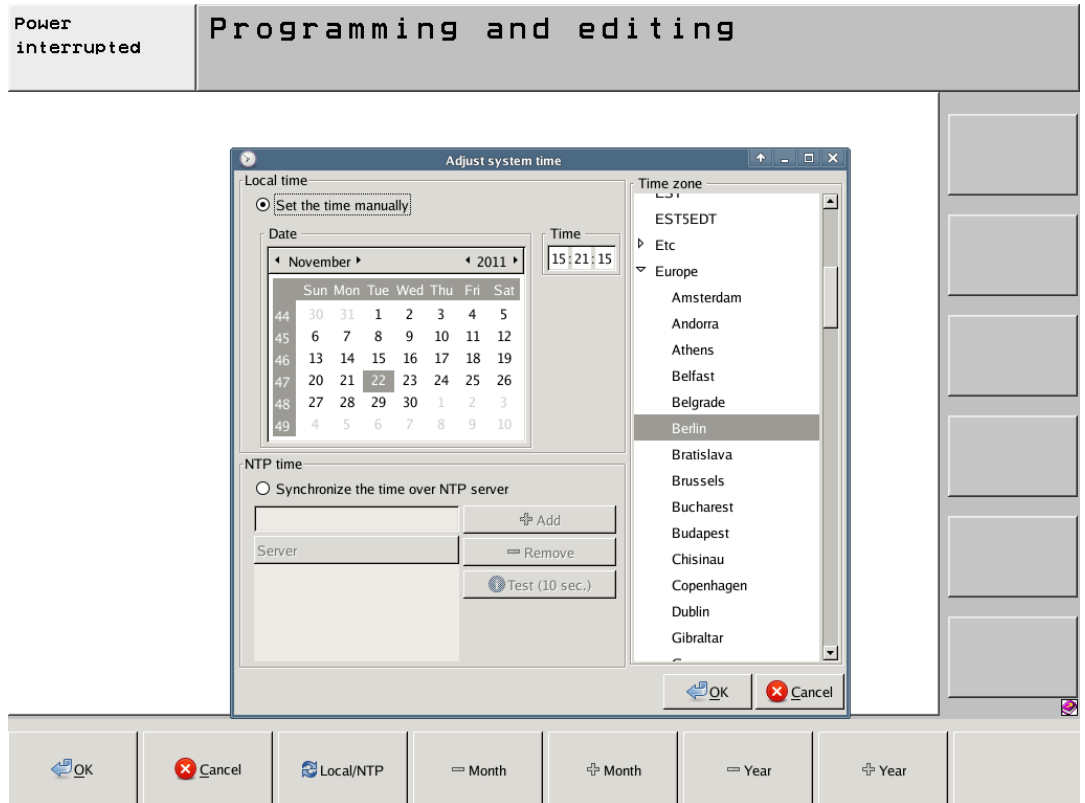 Power
interrupted
Programming and editing
Adjust system time
Local time
Set the time manually
Date
November 2011
Sun Mon Tue Wed Thu Fri Sat
44 30 31 1 2 3 4 5
45 6 7 8 9 10 11 12
46 13 14 15 16 17 18 19
47 20 21 22 23 24 25 26
48 27 28 29 30 1 2 3
49 4 5 6 7 8 9 10
Time
15:21:15
NTP time
Synchronize the time over NTP server
Add
Server
Remove
Test (10 sec.)
Time zone
EST
EST5EDT
Etc
Europe
Amsterdam
Andorra
Athens
Belfast
Belgrade
Berlin
Bratislava
Brussels
Bucharest
Budapest
Chisinau
Copenhagen
Dublin
Gibraltar
OK
Cancel
OK
Cancel
Local/NTP
Month
Month
Year
Year